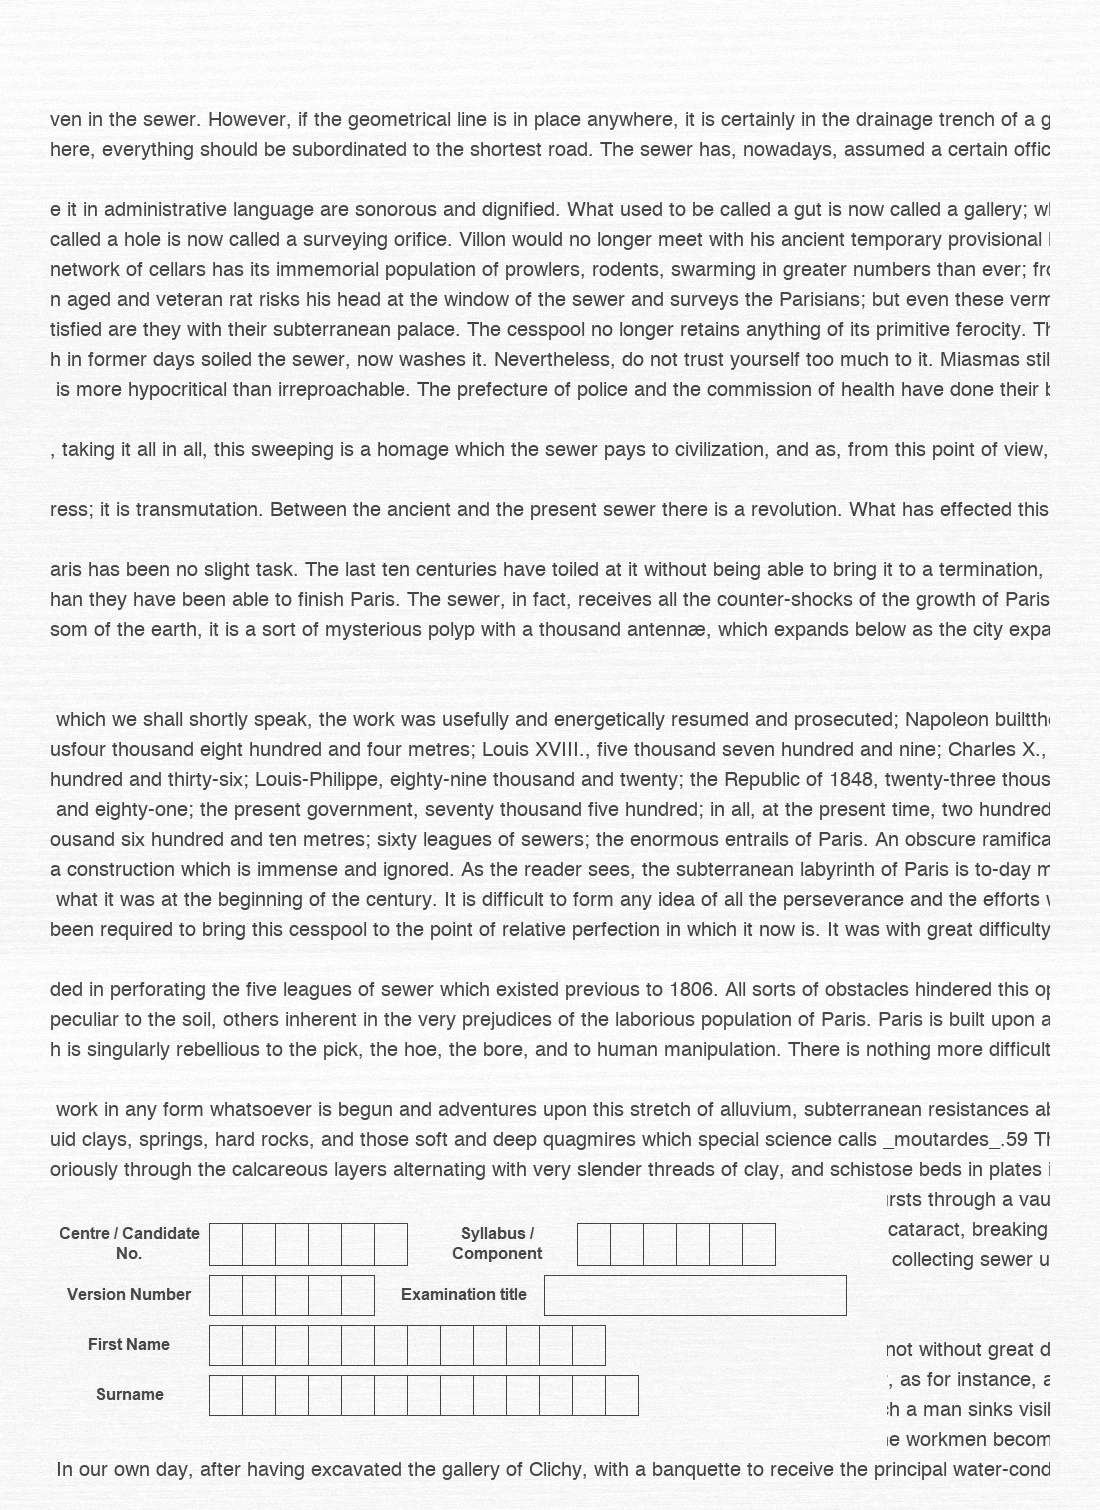 ven in the sewer. However, if the geometrical line is in place anywhere, it is certainly in the drainage trench of a
here, everything should be subordinated to the shortest road. The sewer has, nowadays, assumed a certain
e it in administrative language are sonorous and dignified. What used to be called a gut is now called a gallery;
called a hole is now called a surveying orifice. Villon would no longer meet with his ancient temporary provisional
network of cellars has its immemorial population of prowlers, rodents, swarming in greater numbers than ever;
n aged and veteran rat risks his head at the window of the sewer and surveys the Parisians; but even these verm
tisfied are they with their subterranean palace. The cesspool no longer retains anything of its primitive ferocity.
h in former days soiled the sewer, now washes it. Nevertheless, do not trust yourself too much to it. Miasmas stil
is more hypocritical than irreproachable. The prefecture of police and the commission of health have done their
, taking it all in all, this sweeping is a homage which the sewer pays to civilization, and as, from this point of view,
ress; it is transmutation. Between the ancient and the present sewer there is a revolution. What has effected this
aris has been no slight task. The last ten centuries have toiled at it without being able to bring it to a termination,
han they have been able to finish Paris. The sewer, in fact, receives all the counter-shocks of the growth of Paris
som of the earth, it is a sort of mysterious polyp with a thousand antennæ, which expands below as the city expa
which we shall shortly speak, the work was usefully and energetically resumed and prosecuted; Napoleon
usfour thousand eight hundred and four metres; Louis XVIII., five thousand seven hundred and nine; Charles X.,
hundred and thirty-six; Louis-Philippe, eighty-nine thousand and twenty; the Republic of 1848, twenty-three thous
and eighty-one; the present government, seventy thousand five hundred; in all, at the present time, two hundred
ousand six hundred and ten metres; sixty leagues of sewers; the enormous entrails of Paris. An obscure ramifica
a construction which is immense and ignored. As the reader sees, the subterranean labyrinth of Paris is to-day
what it was at the beginning of the century. It is difficult to form any idea of all the perseverance and the efforts
been required to bring this cesspool to the point of relative perfection in which it now is. It was with great difficulty
ded in perforating the five leagues of sewer which existed previous to 1806. All sorts of obstacles hindered this
peculiar to the soil, others inherent in the very prejudices of the laborious population of Paris. Paris is built upon a
h is singularly rebellious to the pick, the hoe, the bore, and to human manipulation. There is nothing more difficult
work in any form whatsoever is begun and adventures upon this stretch of alluvium, subterranean resistances
uid clays, springs, hard rocks, and those soft and deep quagmires which special science calls _moutardes_.59
oriously through the calcareous layers alternating with very slender threads of clay, and schistose beds in plates
rsts through a vau
Centre / Candidate No.
Syllabus / Component
cataract, breaking
collecting sewer u
Version Number
Examination title
First Name
not without great d
, as for instance,
Surname
h a man sinks
e workmen becom
In our own day, after having excavated the gallery of Clichy, with a banquette to receive the principal water-cond